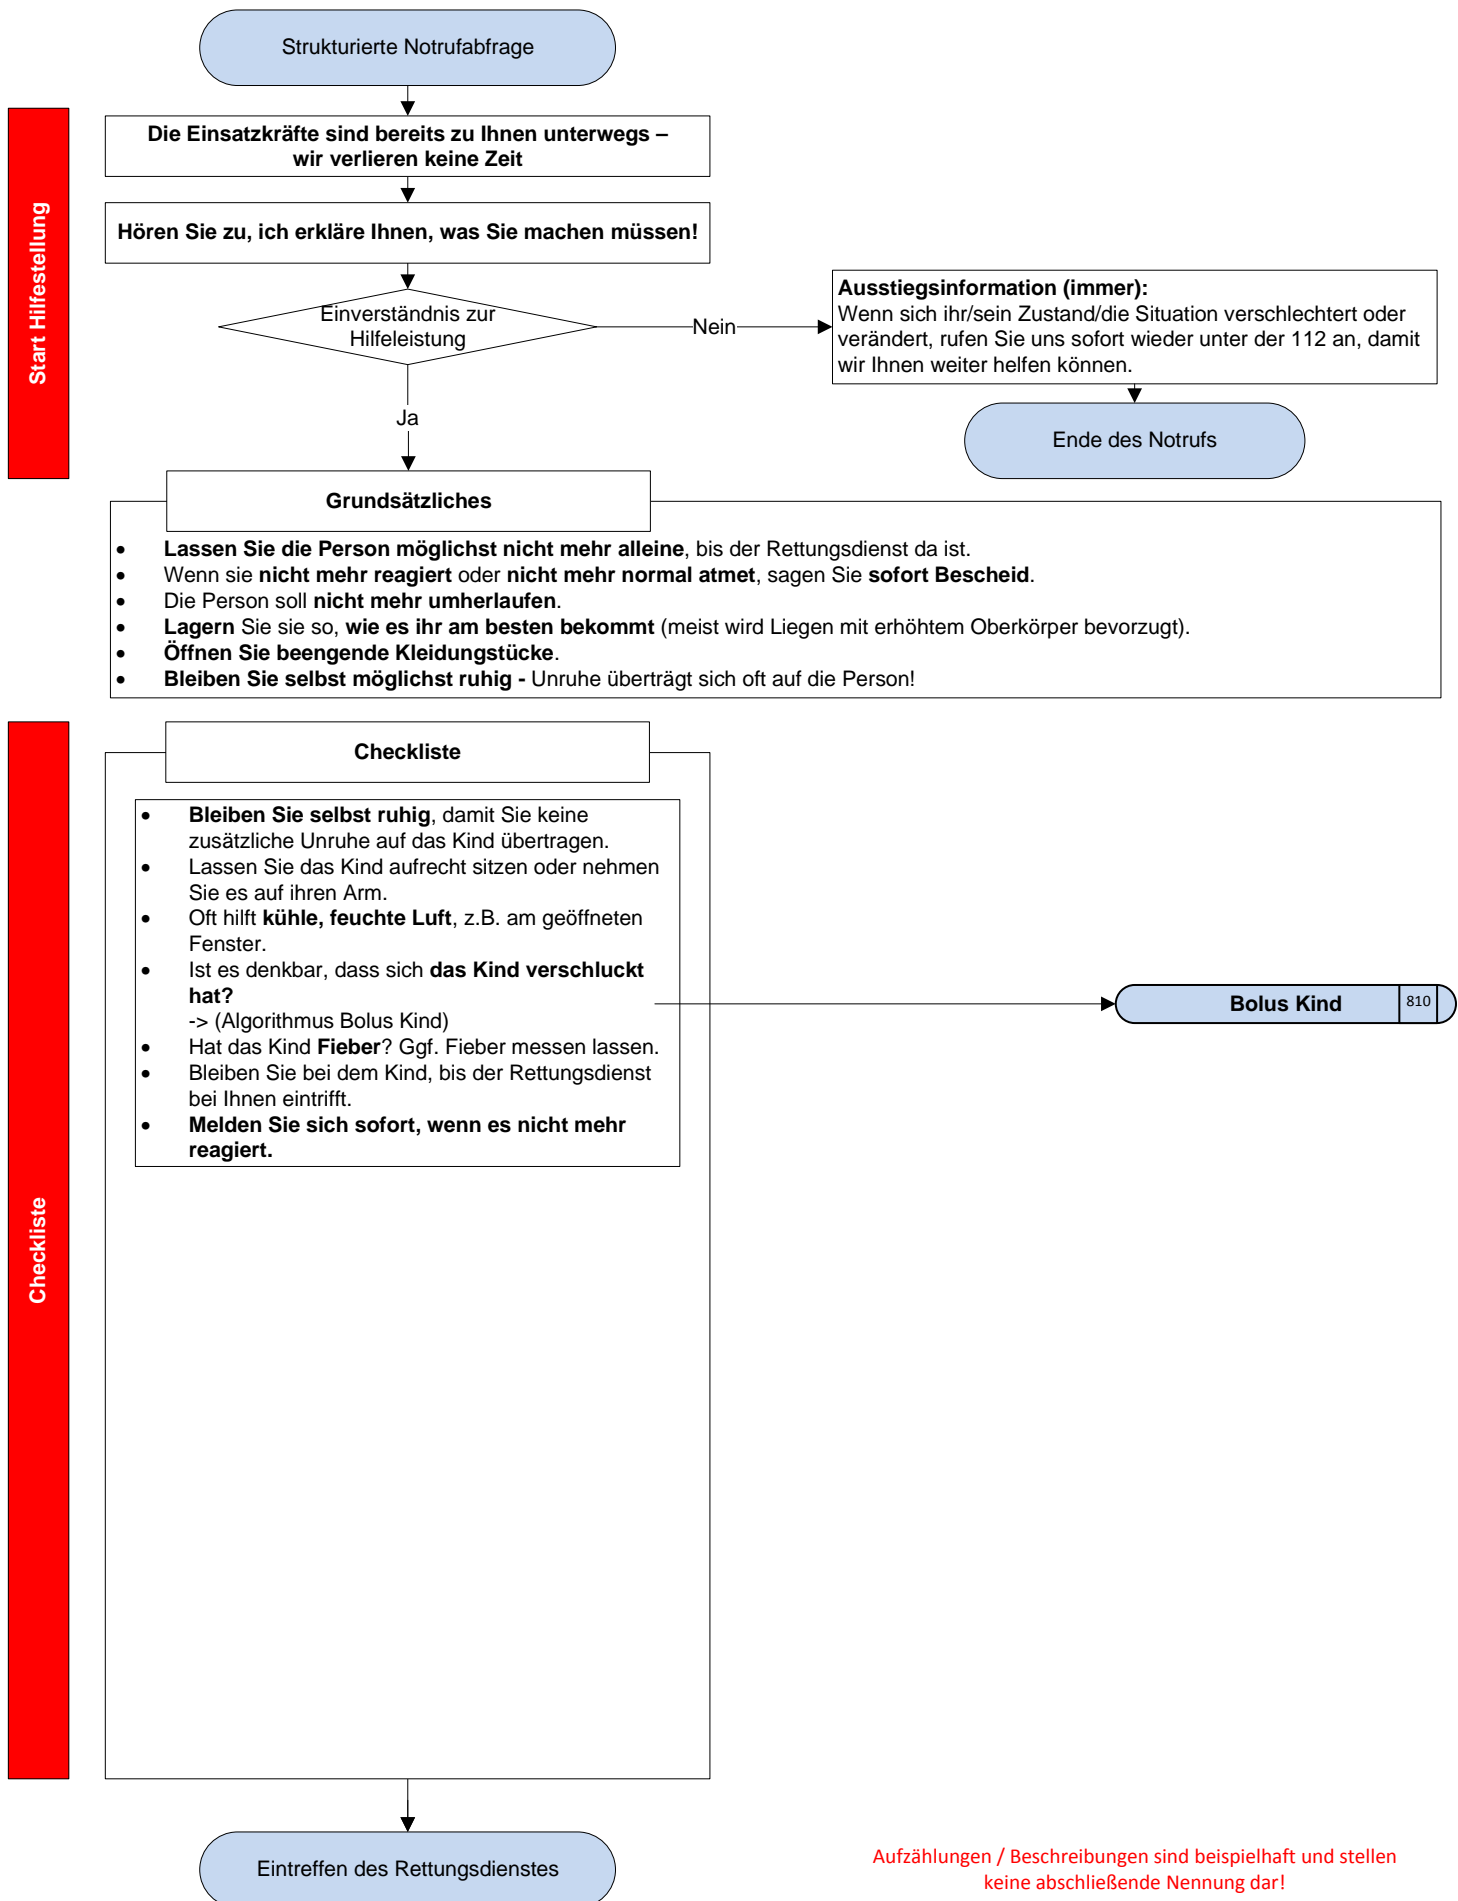 Strukturierte Notrufabfrage
Start Hilfestellung
Die Einsatzkräfte sind bereits zu Ihnen unterwegs –
wir verlieren keine Zeit
Hören Sie zu, ich erkläre Ihnen, was Sie machen müssen!
Einverständnis zur
Hilfeleistung
Nein
Ausstiegsinformation (immer):
Wenn sich ihr/sein Zustand/die Situation verschlechtert oder
verändert, rufen Sie uns sofort wieder unter der 112 an, damit
wir Ihnen weiter helfen können.
Ende des Notrufs
Ja
Grundsätzliches
• Lassen Sie die Person möglichst nicht mehr alleine, bis der Rettungsdienst da ist.
• Wenn sie nicht mehr reagiert oder nicht mehr normal atmet, sagen Sie sofort Bescheid.
• Die Person soll nicht mehr umherlaufen.
• Lagern Sie sie so, wie es ihr am besten bekommt (meist wird Liegen mit erhöhtem Oberkörper bevorzugt).
• Öffnen Sie beengende Kleidungstücke.
• Bleiben Sie selbst möglichst ruhig - Unruhe überträgt sich oft auf die Person!
Checkliste
Checkliste
• Bleiben Sie selbst ruhig, damit Sie keine
zusätzliche Unruhe auf das Kind übertragen.
• Lassen Sie das Kind aufrecht sitzen oder nehmen
Sie es auf ihren Arm.
• Oft hilft kühle, feuchte Luft, z.B. am geöffneten
Fenster.
• Ist es denkbar, dass sich das Kind verschluckt
hat?
-> (Algorithmus Bolus Kind)
• Hat das Kind Fieber? Ggf. Fieber messen lassen.
• Bleiben Sie bei dem Kind, bis der Rettungsdienst
bei Ihnen eintrifft.
• Melden Sie sich sofort, wenn es nicht mehr
reagiert.
Bolus Kind 810
Eintreffen des Rettungsdienstes
Aufzählungen / Beschreibungen sind beispielhaft und stellen
keine abschließende Nennung dar!